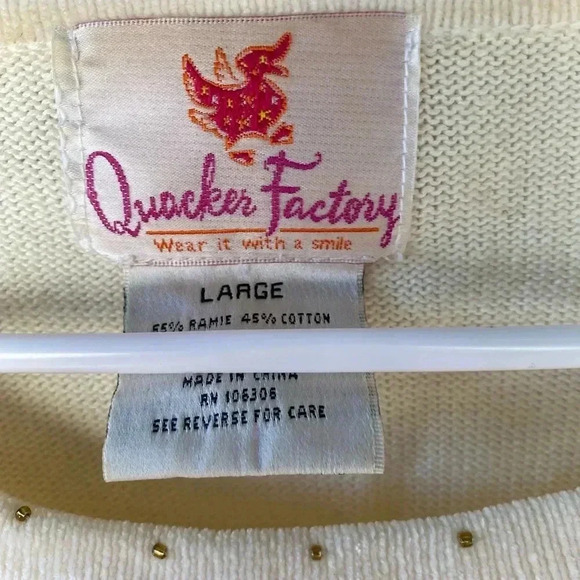 Quacker Factory
Wear it with a smile
LARGE
55% RAMIE 45% COTTON
MADE IN CHINA
RN 106306
SEE REVERSE FOR CARE